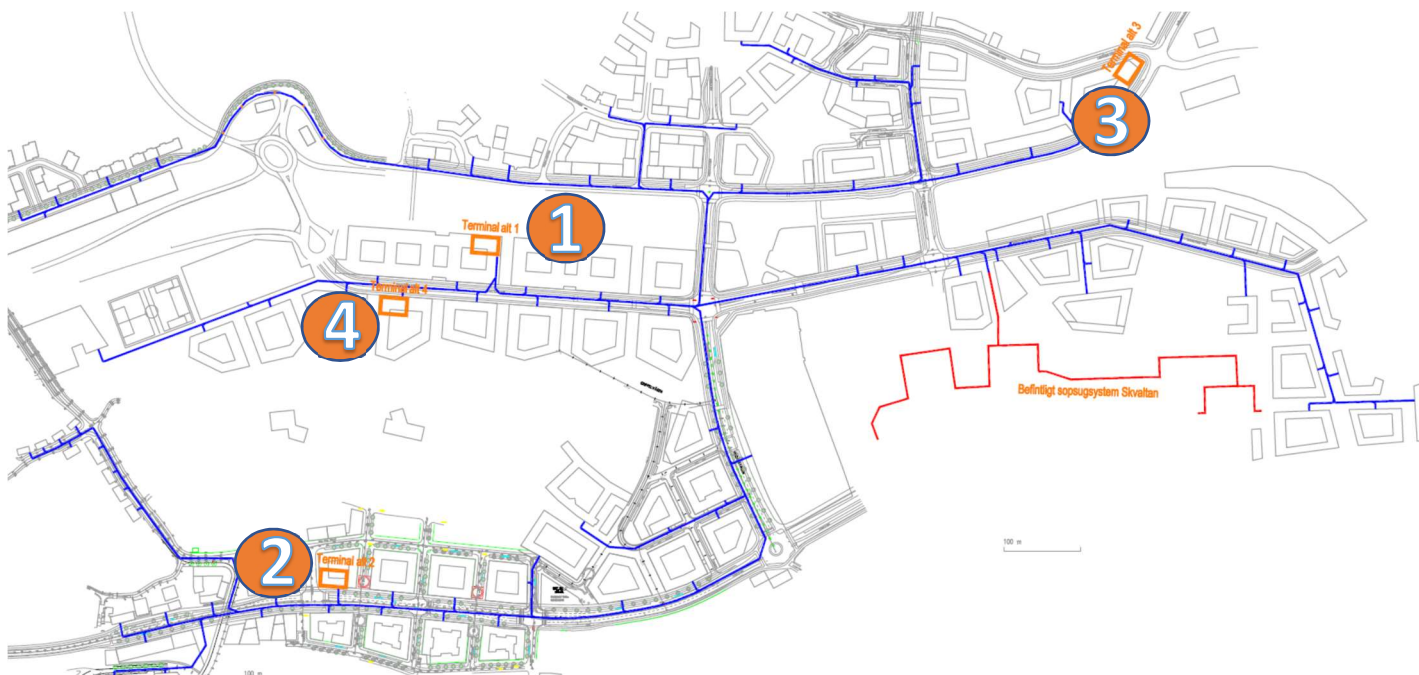 Terminal alt 3
3
Terminal alt 1
1
Terminal alt 4
4
Befintligt sopsugsystem Skvaltan
100 m
2
Terminal alt 2
100 m